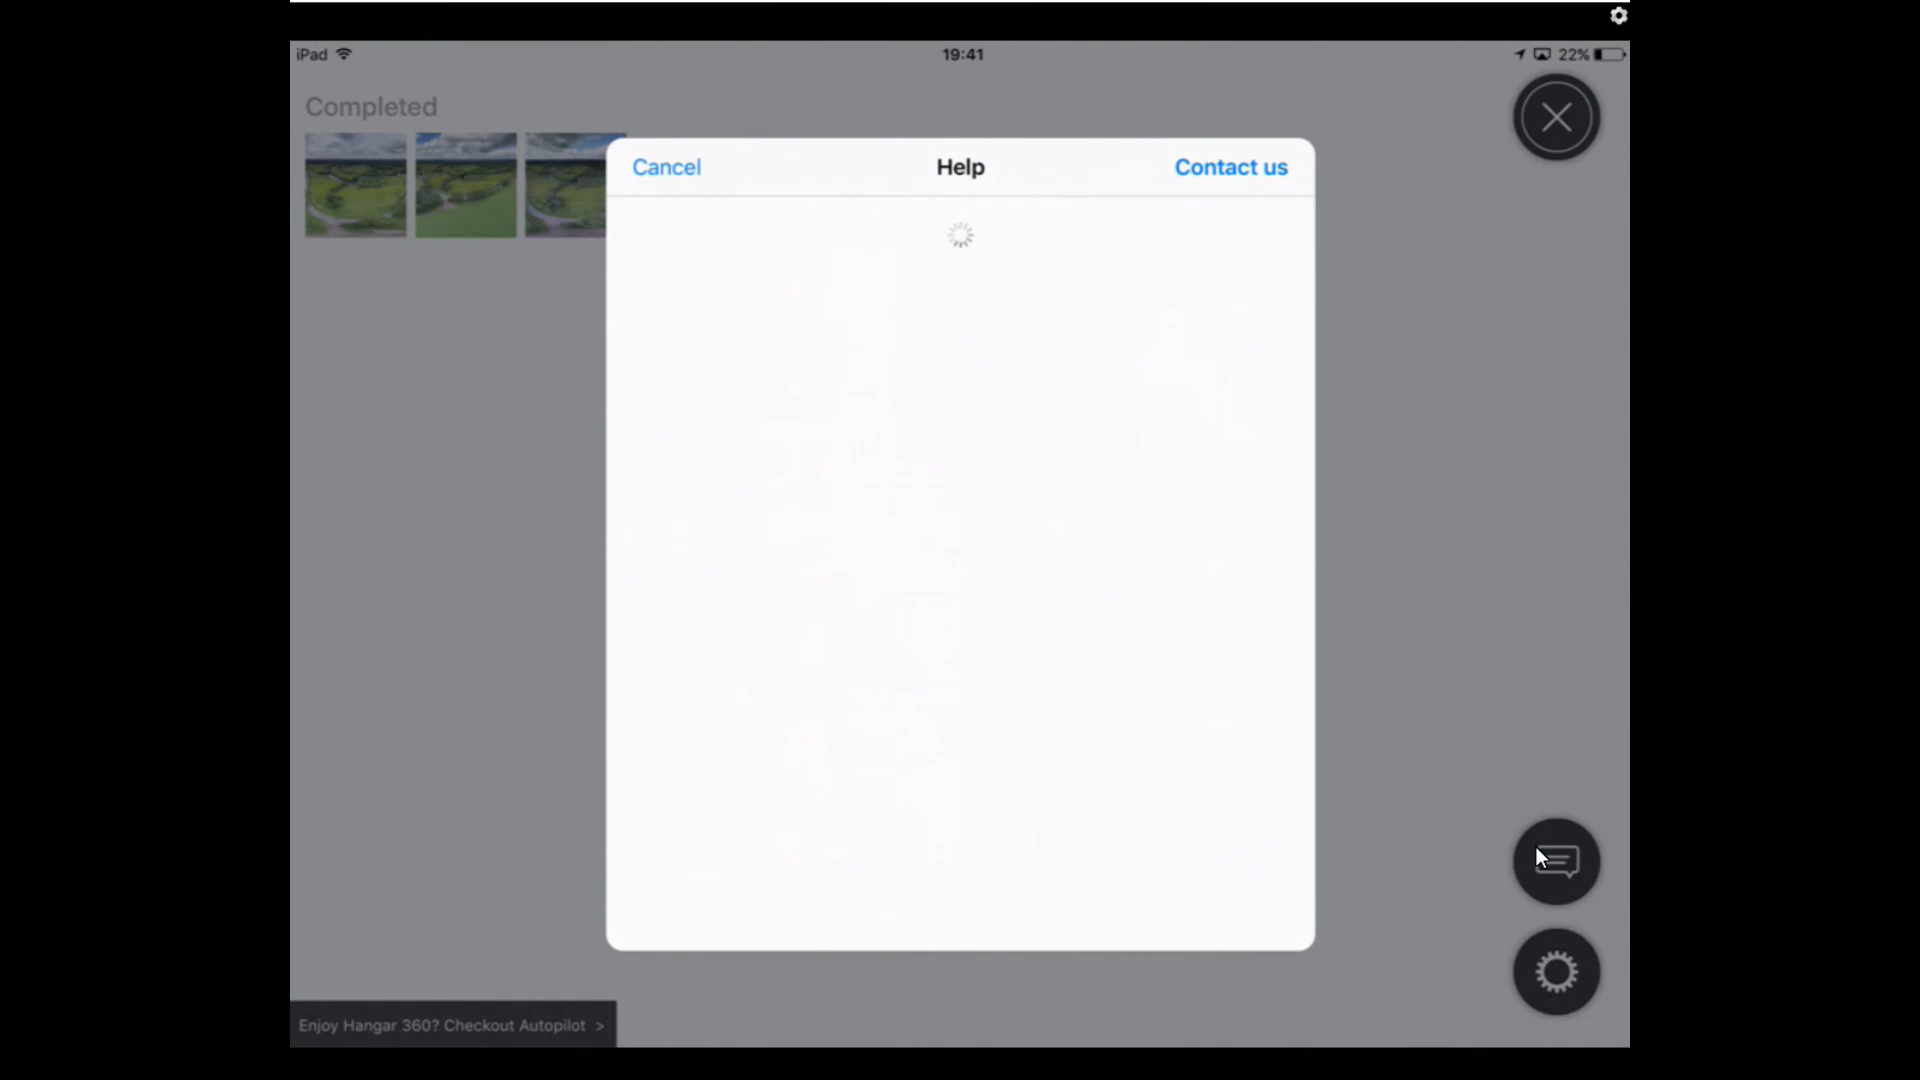 iPad
19:41
22%
Completed
Cancel
Help
Contact us
Enjoy Hangar 360? Checkout Autopilot >